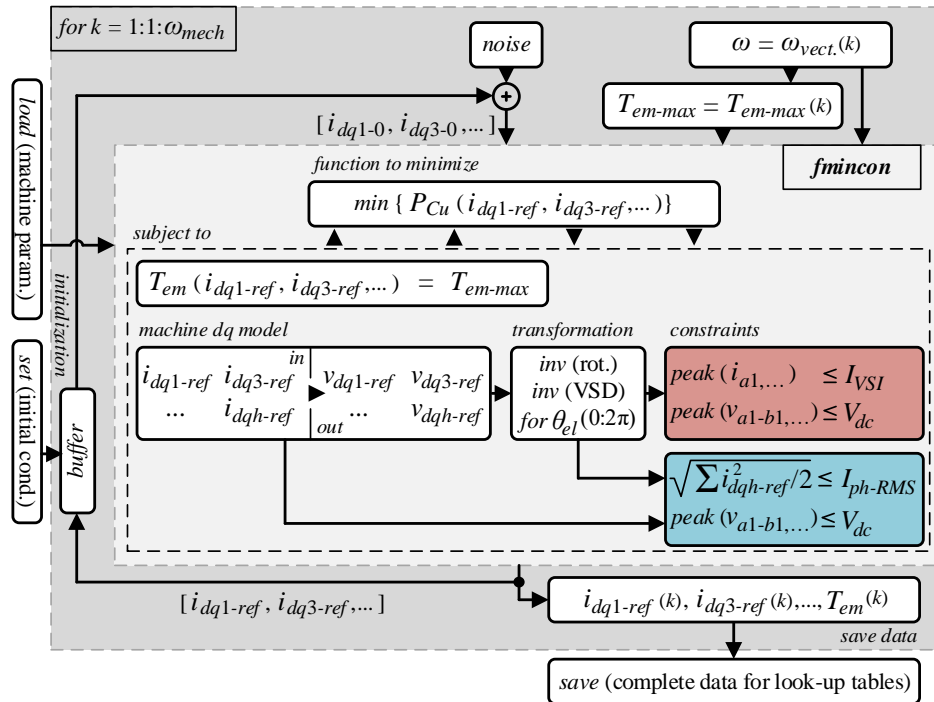 for k = 1:1:ω_mech
noise
ω = ω_vect.(k)
+
T_em-max = T_em-max (k)
[ i_dq1-0, i_dq3-0 ,... ]
load (machine param.)
function to minimize
fmincon
min { P_Cu ( i_dq1-ref , i_dq3-ref ,...)}
subject to
T_em ( i_dq1-ref , i_dq3-ref ,...) = T_em-max
initialization
machine dq model
transformation
constraints
in
i_dq1-ref i_dq3-ref
v_dq1-ref v_dq3-ref
... i_dqh-ref
... v_dqh-ref
out
inv (rot.)
inv (VSD)
for θ_el (0:2π)
peak ( i_a1,... ) ≤ I_VSI
peak (v_a1-b1,...) ≤ V_dc
set (initial cond.)
buffer
√∑ i²_dqh-ref /2 ≤ I_ph-RMS
peak (v_a1-b1,...) ≤ V_dc
[ i_dq1-ref , i_dq3-ref ,... ]
i_dq1-ref (k), i_dq3-ref (k),..., T_em (k)
save data
save (complete data for look-up tables)